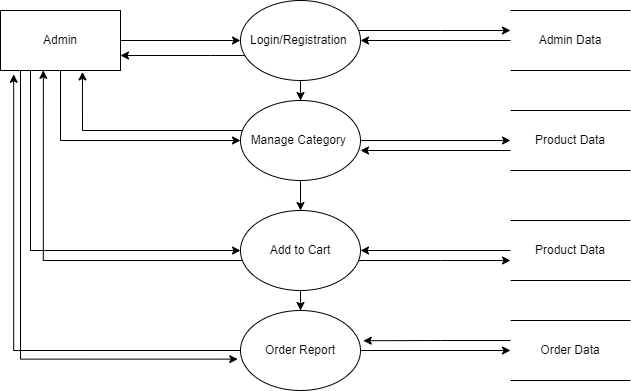 Admin
Login/Registration
Admin Data
Manage Category
Product Data
Add to Cart
Product Data
Order Report
Order Data